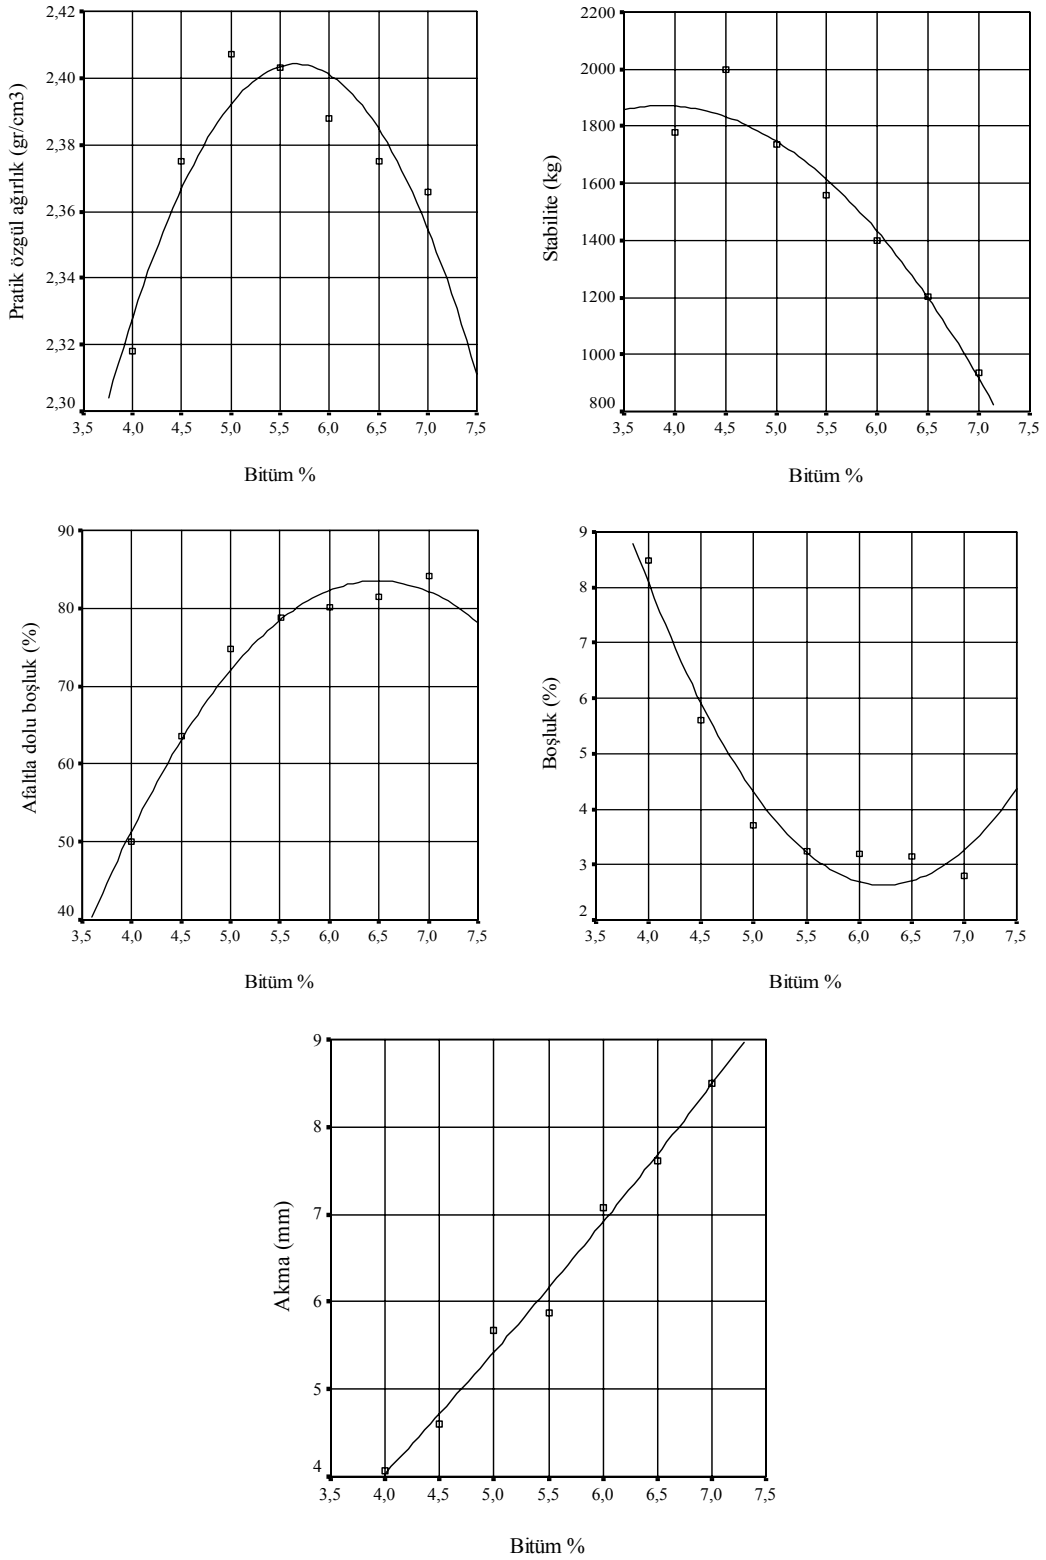 2,42
2,40
2,38
2,36
2,34
2,32
2,30
Pratik özgül ağırlık (gr/cm3)
3,5 4,0 4,5 5,0 5,5 6,0 6,5 7,0 7,5
Bitüm %
2200
2000
1800
1600
1400
1200
1000
800
Stabilite (kg)
3,5 4,0 4,5 5,0 5,5 6,0 6,5 7,0 7,5
Bitüm %
90
80
70
60
50
40
Afaltla dolu boşluk (%)
3,5 4,0 4,5 5,0 5,5 6,0 6,5 7,0 7,5
Bitüm %
9
8
7
6
5
4
3
2
Boşluk (%)
3,5 4,0 4,5 5,0 5,5 6,0 6,5 7,0 7,5
Bitüm %
9
8
7
6
5
4
Akma (mm)
3,5 4,0 4,5 5,0 5,5 6,0 6,5 7,0 7,5
Bitüm %